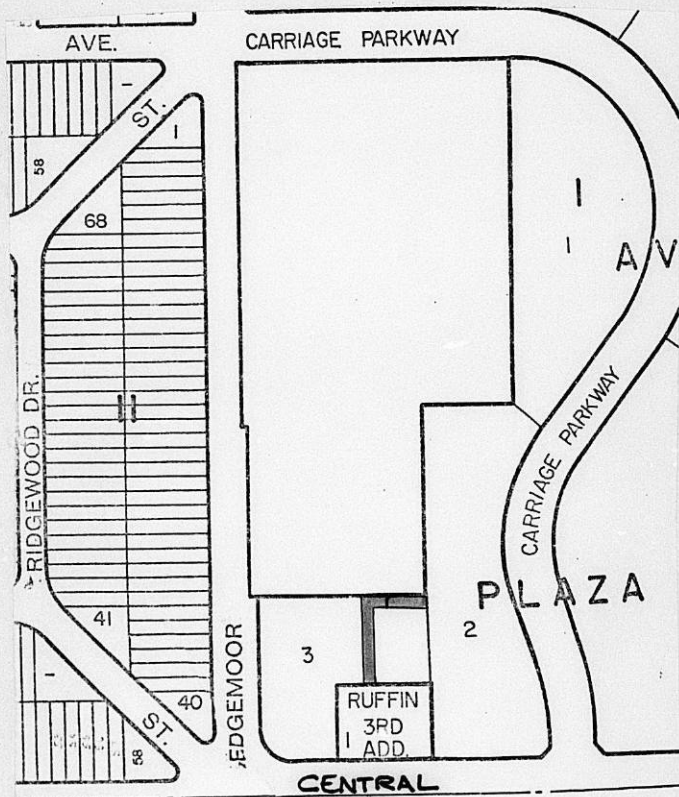 AVE.
CARRIAGE PARKWAY
ST.
1
58
68
1
1
AV
11
CARRIAGE PARKWAY
RIDGEWOOD DR.
PLAZA
41
3
2
EDGEMOOR
40
RUFFIN
3RD
1 ADD.
ST.
58
CENTRAL